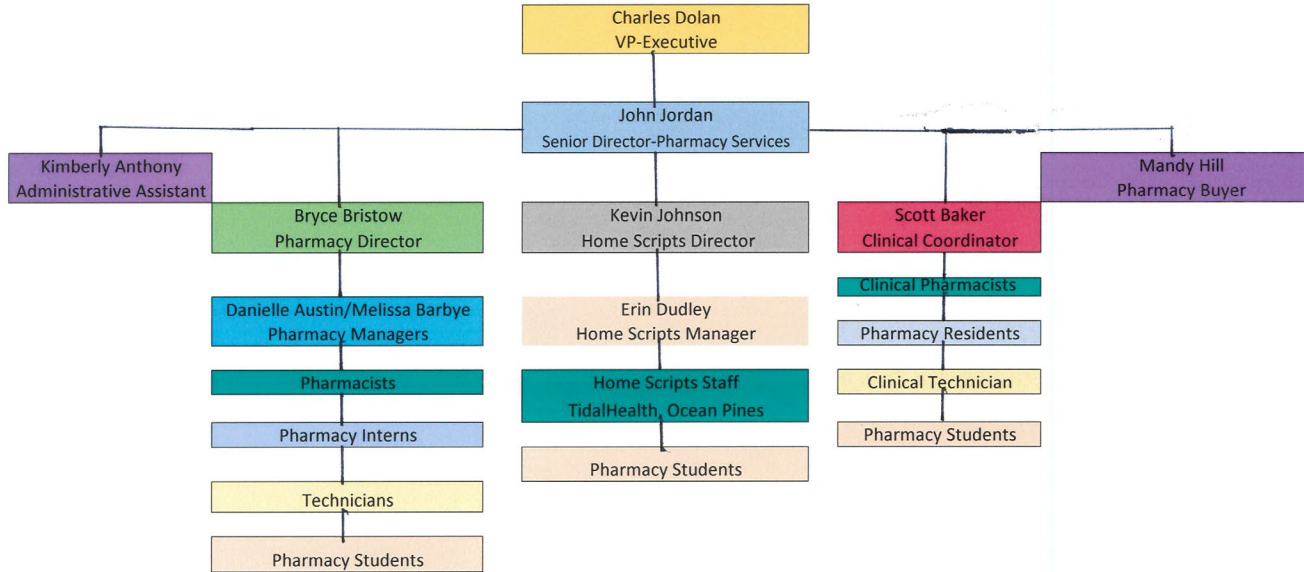 Charles Dolan
VP-Executive
John Jordan
Senior Director-Pharmacy Services
Kimberly Anthony
Administrative Assistant
Mandy Hill
Pharmacy Buyer
Bryce Bristow
Pharmacy Director
Kevin Johnson
Home Scripts Director
Scott Baker
Clinical Coordinator
Danielle Austin/Melissa Barbye
Pharmacy Managers
Pharmacists
Pharmacy Interns
Technicians
Pharmacy Students
Erin Dudley
Home Scripts Manager
Home Scripts Staff
TidalHealth, Ocean Pines
Pharmacy Students
Clinical Pharmacists
Pharmacy Residents
Clinical Technician
Pharmacy Students